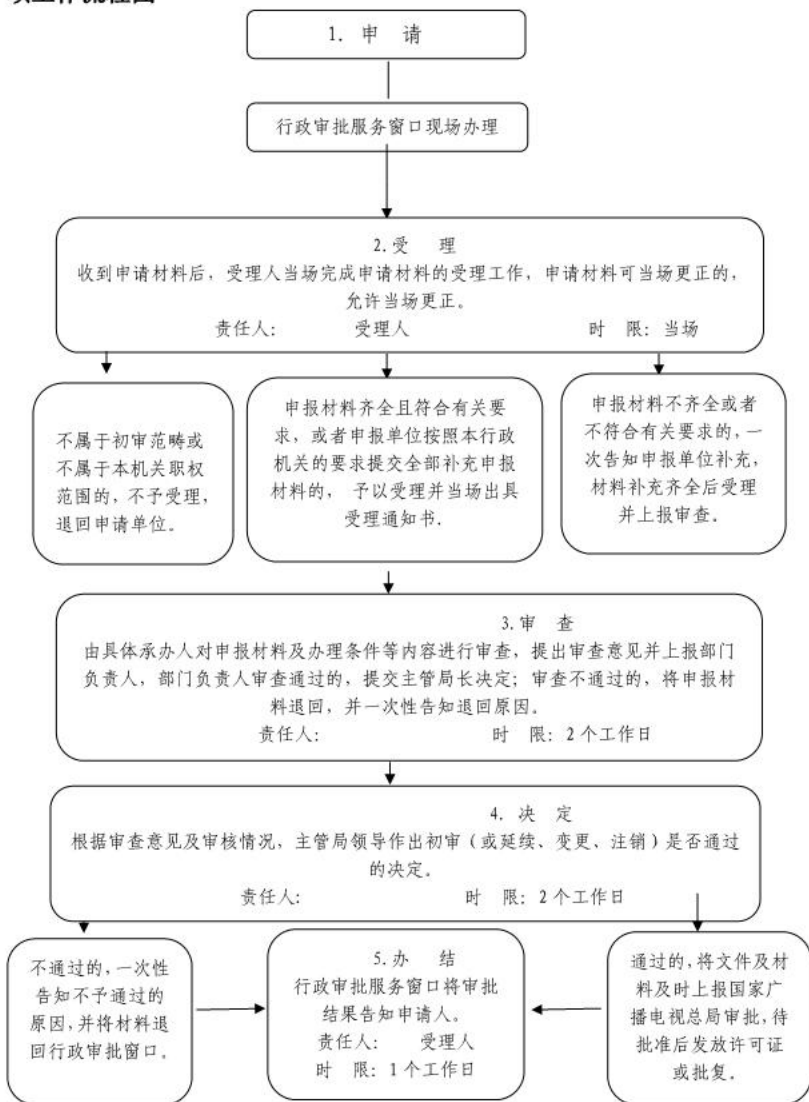 1. 申 请
行政审批服务窗口现场办理
2.受 理
收到申请材料后，受理人当场完成申请材料的受理工作，申请材料可当场更正的，
允许当场更正。
责任人： 受理人 时 限：当场
不属于初审范畴或
不属于本机关职权
范围的，不予受理，
退回申请单位。
申报材料齐全且符合有关要
求，或者申报单位按照本行政
机关的要求提交全部补充申报
材料的， 予以受理并当场出具
受理通知书.
申报材料不齐全或者
不符合有关要求的，一
次告知申报单位补充，
材料补充齐全后受理
并上报审查。
3.审 查
由具体承办人对申报材料及办理条件等内容进行审查，提出审查意见并上报部门
负责人，部门负责人审查通过的，提交主管局长决定；审查不通过的，将申报材
料退回，并一次性告知退回原因。
责任人： 时 限：2个工作日
4. 决 定
根据审查意见及审核情况，主管局领导作出初审（或延续、变更、注销）是否通过
的决定。
责任人： 时 限：2个工作日
不通过的，一次性
告知不予通过的
原因，并将材料退
回行政审批窗口。
5.办 结
行政审批服务窗口将审批
结果告知申请人。
责任人： 受理人
时 限：1个工作日
通过的，将文件及材
料及时上报国家广
播电视总局审批，待
批准后发放许可证
或批复。